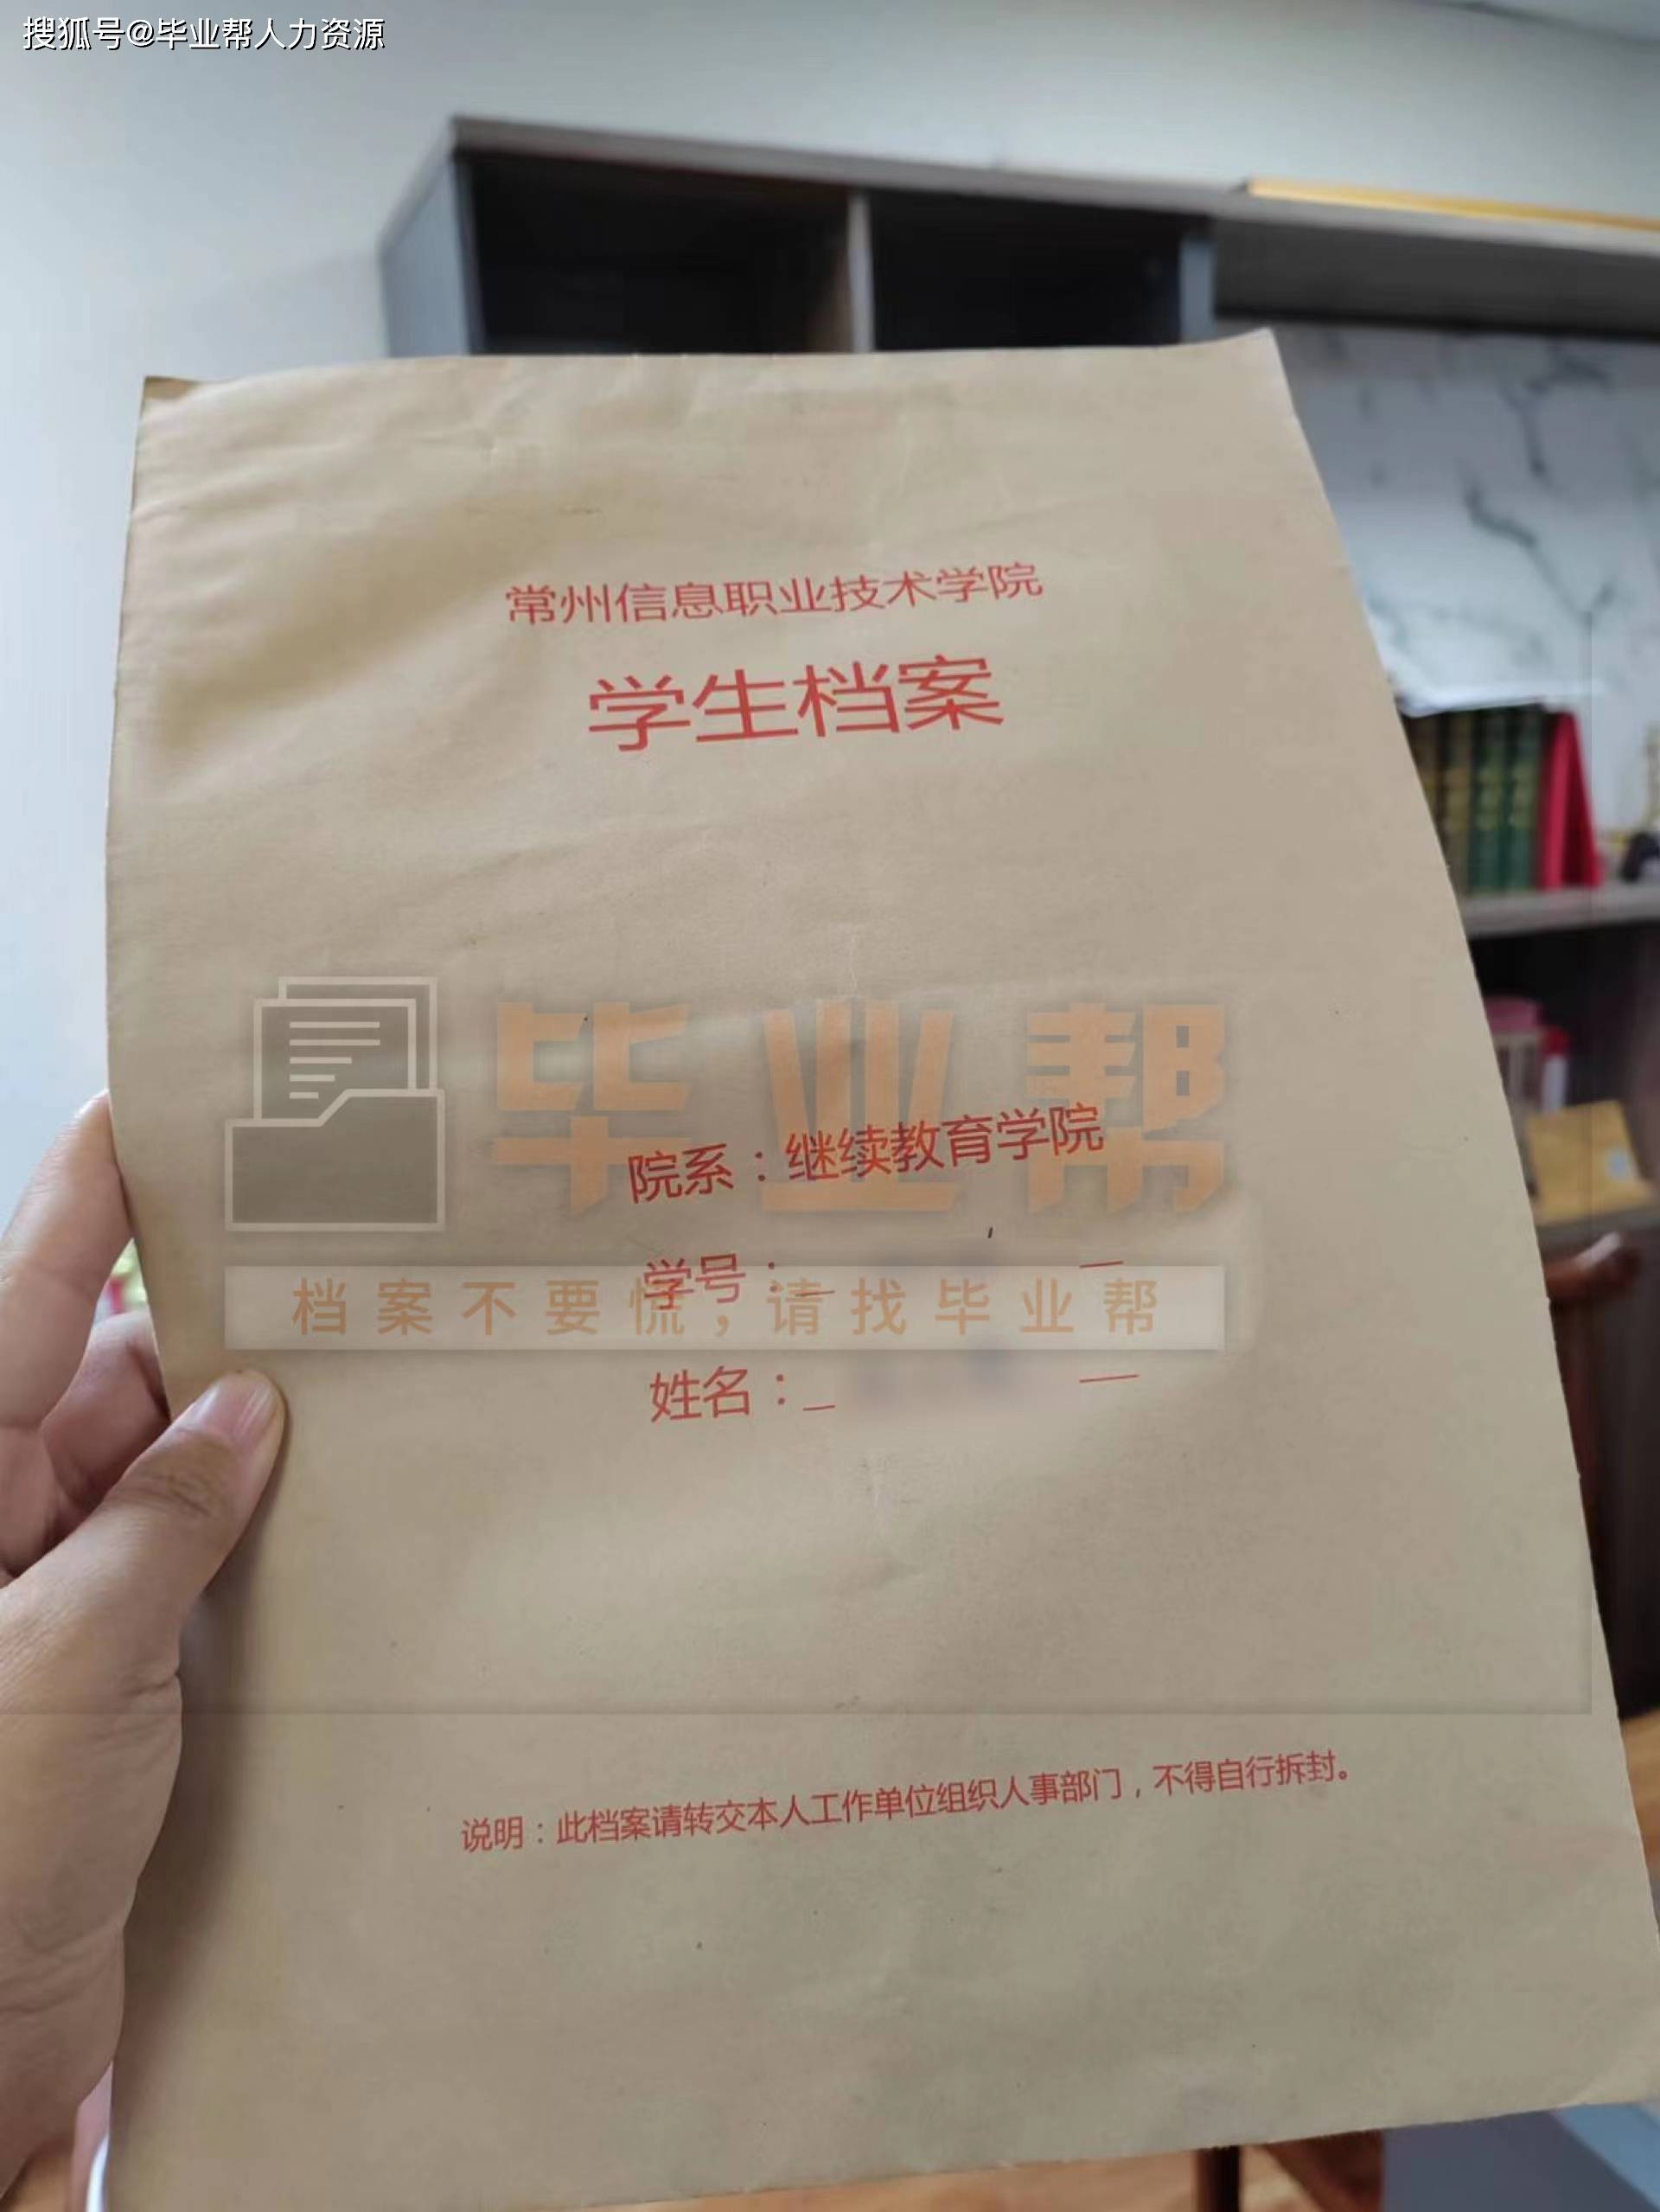 搜狐号@毕业帮人力资源
常州信息职业技术学院
学生档案
毕业帮
院系：继续教育学院
学号：
档案不要慌，请找毕业帮
姓名：
说明：此档案请转交本人工作单位组织人事部门，不得自行拆封。